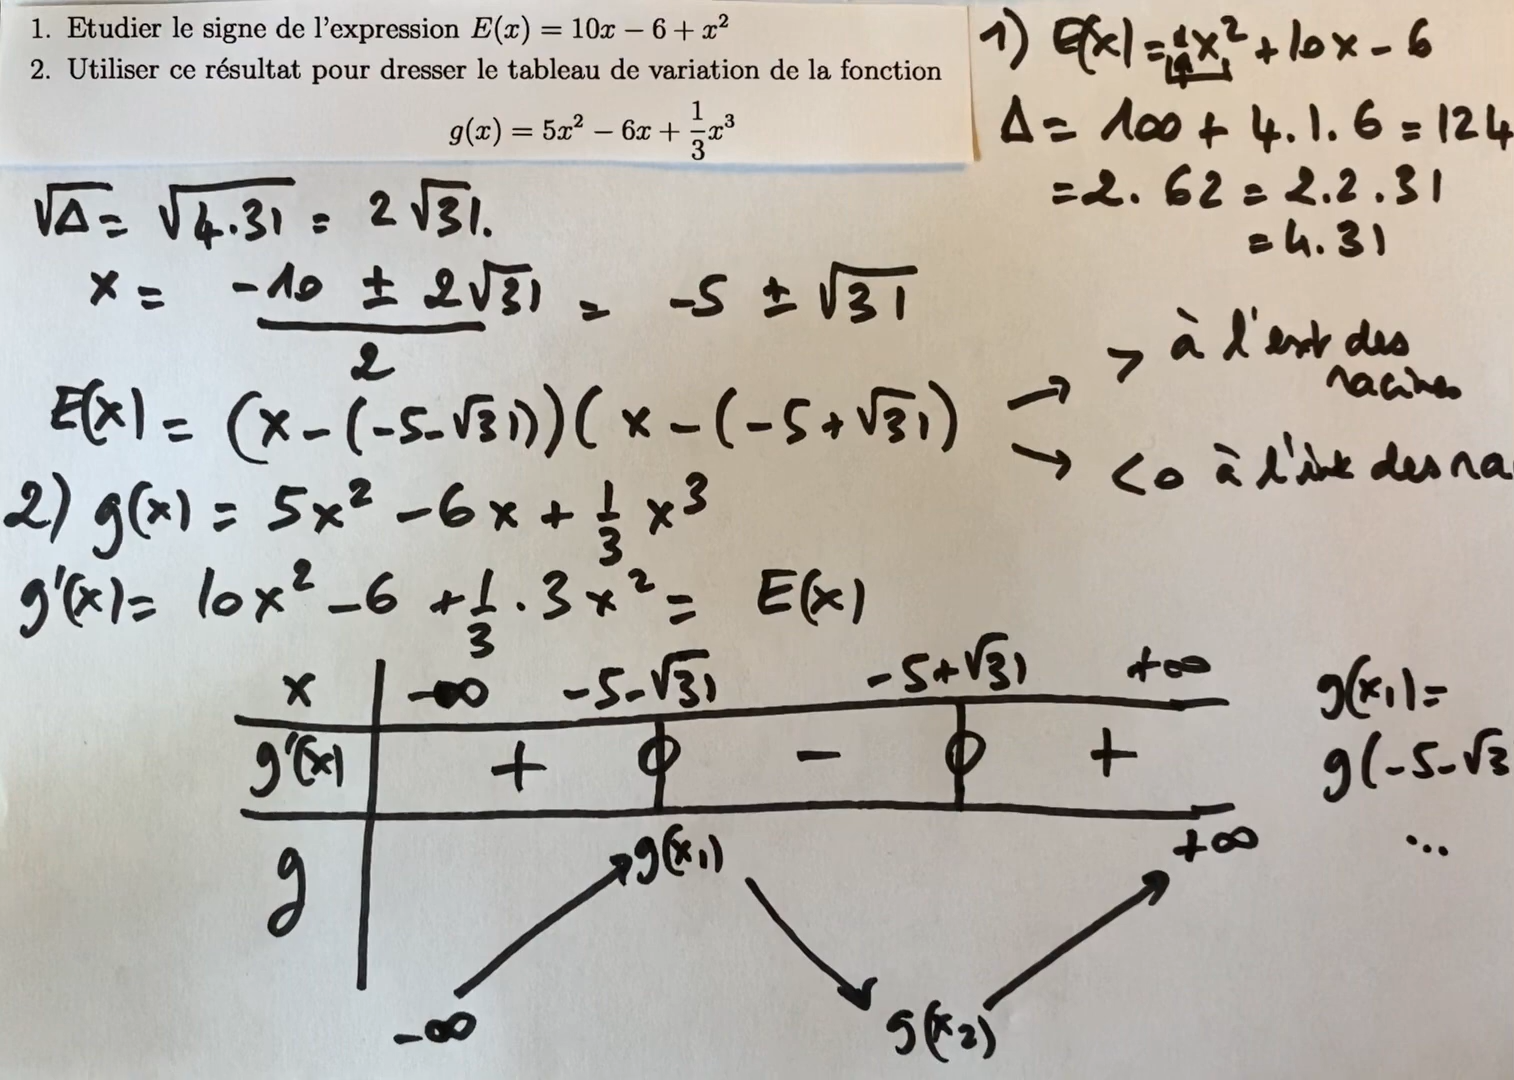 1. Etudier le signe de l'expression E(x) = 10x − 6 + x²
2. Utiliser ce résultat pour dresser le tableau de variation de la fonction
g(x) = 5x² − 6x + 1/3 x³
1) E(x) = 1x² + 10x − 6
Δ = 100 + 4.1.6 = 124
= 2.62 = 2.2.31
= 4.31
√Δ = √4.31 = 2√31.
x = (−10 ± 2√31)/2 = −5 ± √31
E(x) = (x−(−5−√31))(x−(−5+√31)
→ > à l'ext des
racines
→ <0 à l'int des ra
2) g(x) = 5x² − 6x + 1/3 x³
g'(x) = 10x² − 6 + 1/3 . 3x² = E(x)
x −∞ −5−√31 −5+√31 +∞
g'(x) + 0 − 0 +
g −∞ g(x₁) g(x₂) +∞
g(x₁) =
g(−5−√3
...